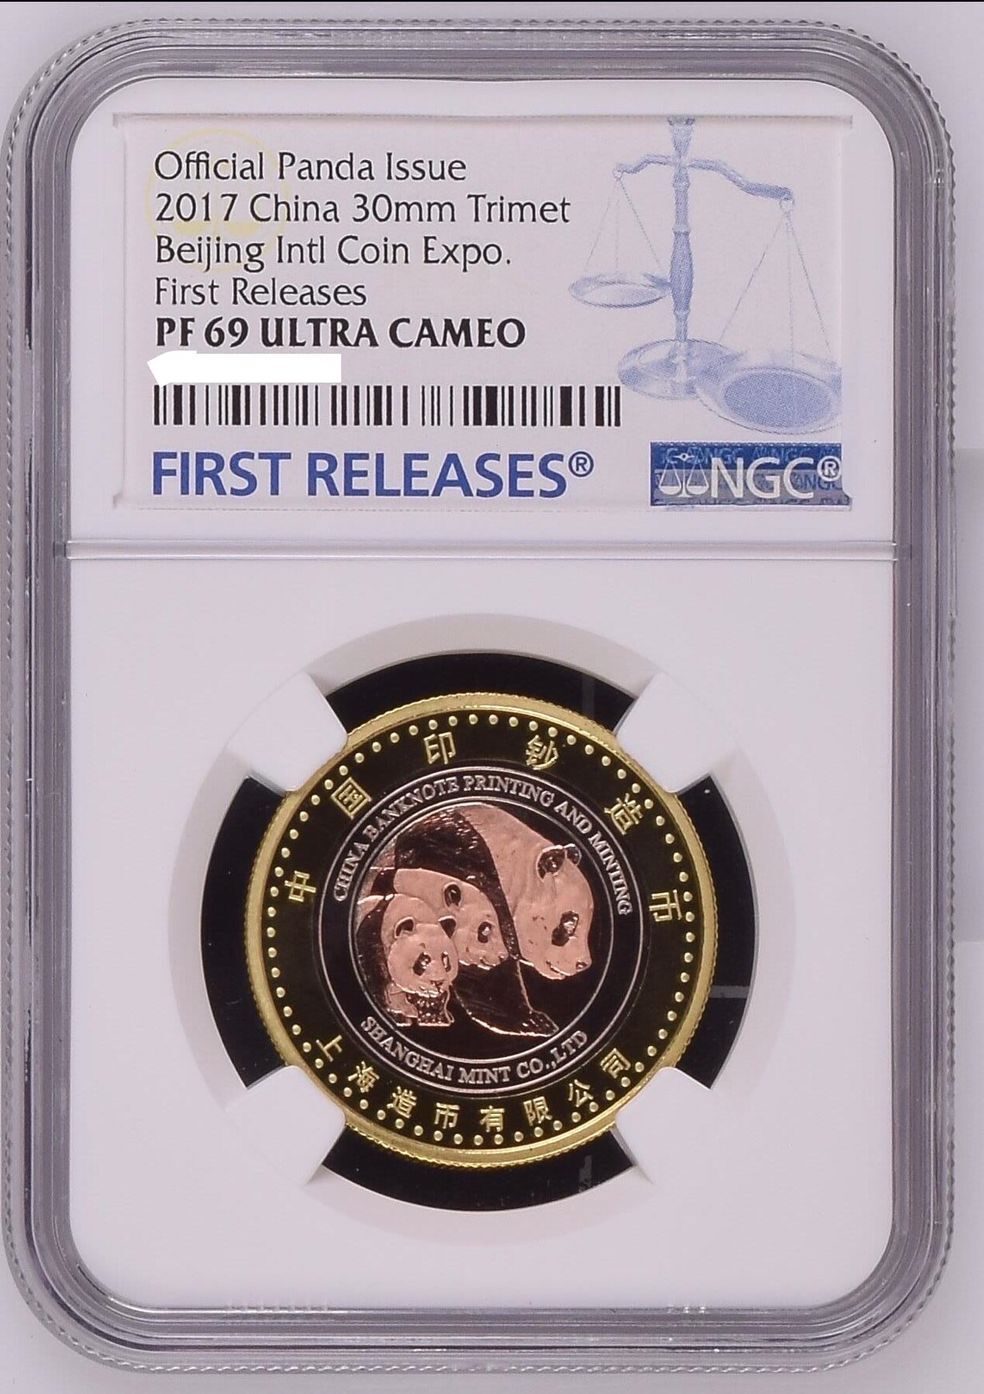 Official Panda Issue
2017 China 30mm Trimet
Beijing Intl Coin Expo.
First Releases
PF 69 ULTRA CAMEO
FIRST RELEASES®
NGC®
中国印钞造币
CHINA BANKNOTE PRINTING AND MINTING
SHANGHAI MINT CO.,LTD
上海造币有限公司